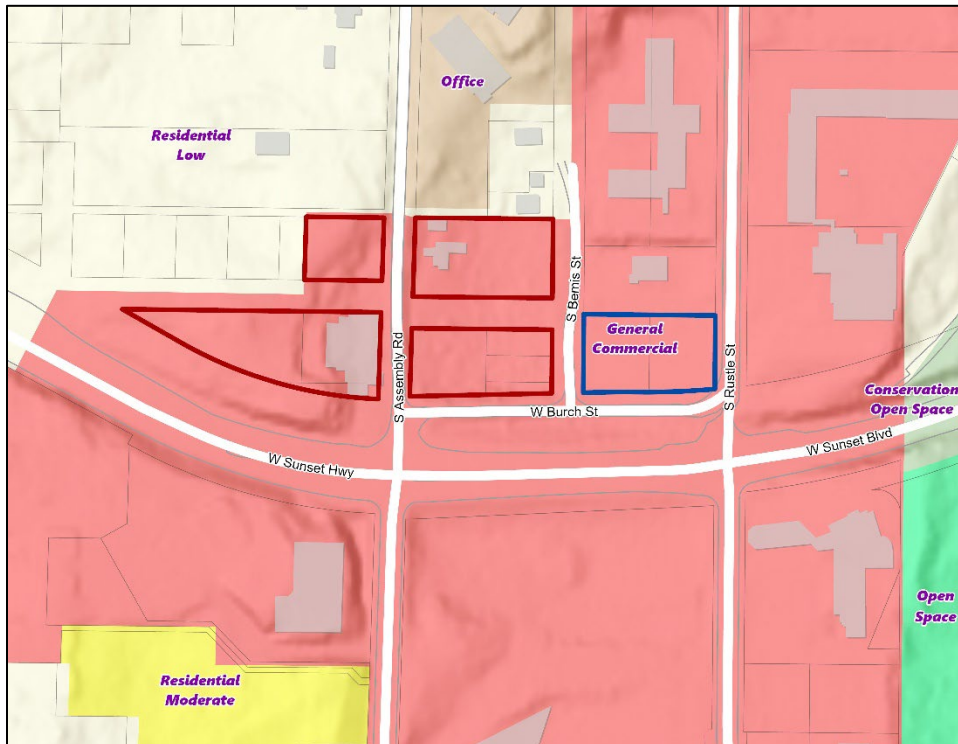 Office
Residential
Low
S Bemis St
General
Commercial
S Assembly Rd
S Rustle St
Conservation
Open Space
W Burch St
W Sunset Blvd
W Sunset Hwy
Open
Space
Residential
Moderate